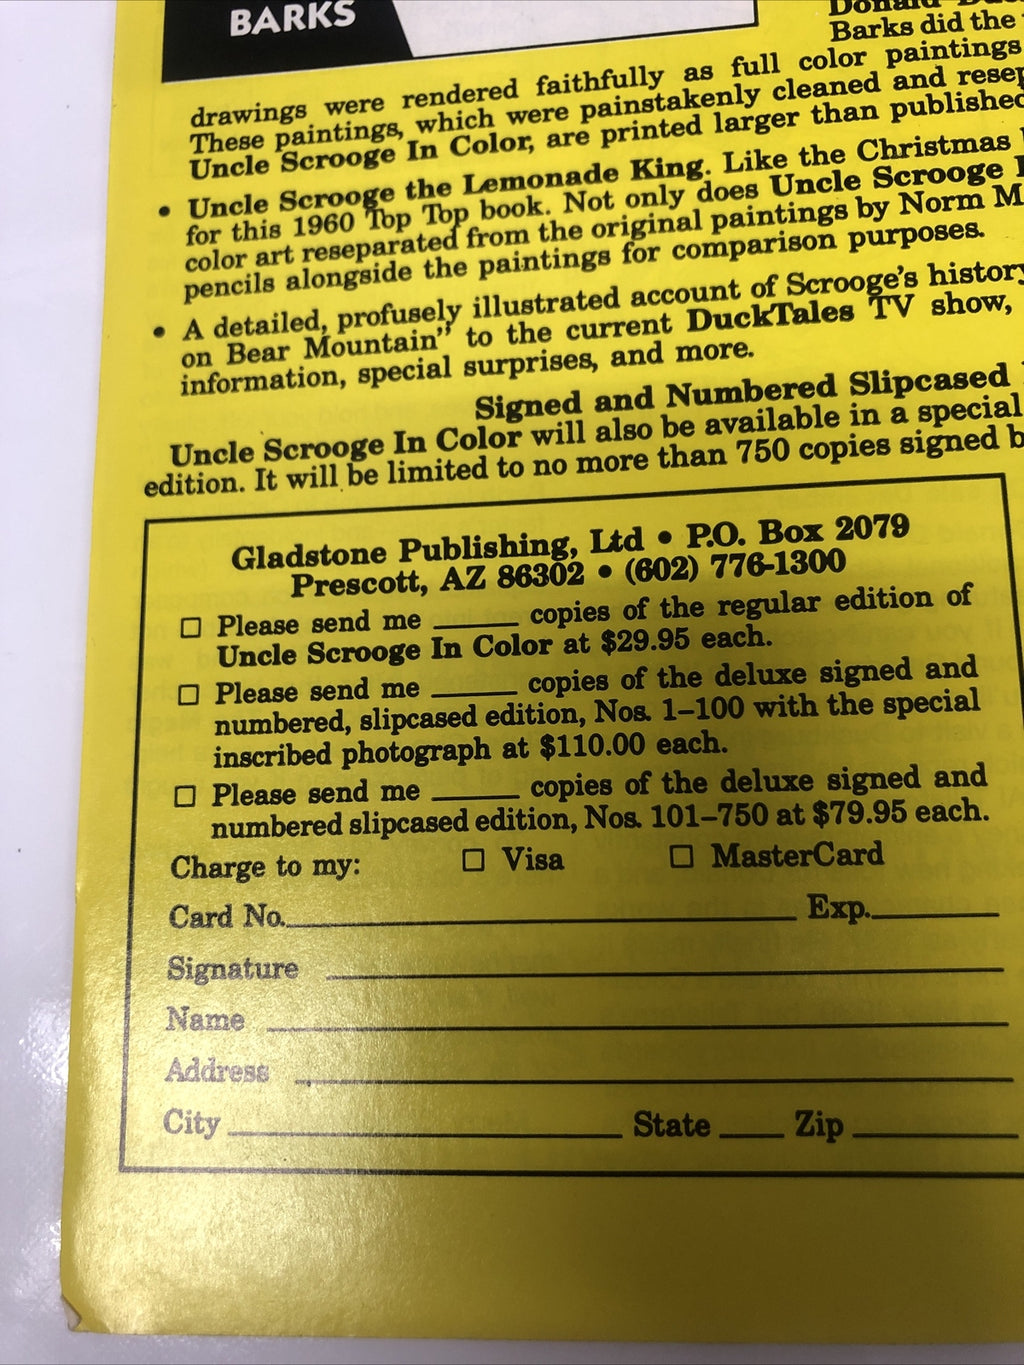 BARKS
Donald
Barks did the
drawings were rendered faithfully as full color paintings
These paintings, which were painstakenly cleaned and
Uncle Scrooge In Color, are printed larger than published
• Uncle Scrooge the Lemonade King. Like the Christmas
for this 1960 Top Top book. Not only does Uncle Scrooge
color art reseparated from the original paintings by Norm
pencils alongside the paintings for comparison purposes.
• A detailed, profusely illustrated account of Scrooge's history
on Bear Mountain" to the current DuckTales TV show,
information, special surprises, and more.
Signed and Numbered Slipcased
Uncle Scrooge In Color will also be available in a special
edition. It will be limited to no more than 750 copies signed
Gladstone Publishing, Ltd • P.O. Box 2079
Prescott, AZ 86302 • (602) 776-1300
□ Please send me ______ copies of the regular edition of
Uncle Scrooge In Color at $29.95 each.
□ Please send me ______ copies of the deluxe signed and
numbered, slipcased edition, Nos. 1–100 with the special
inscribed photograph at $110.00 each.
□ Please send me ______ copies of the deluxe signed and
numbered slipcased edition, Nos. 101–750 at $79.95 each.
Charge to my: □ Visa □ MasterCard
Card No. Exp.
Signature
Name
Address
City State Zip